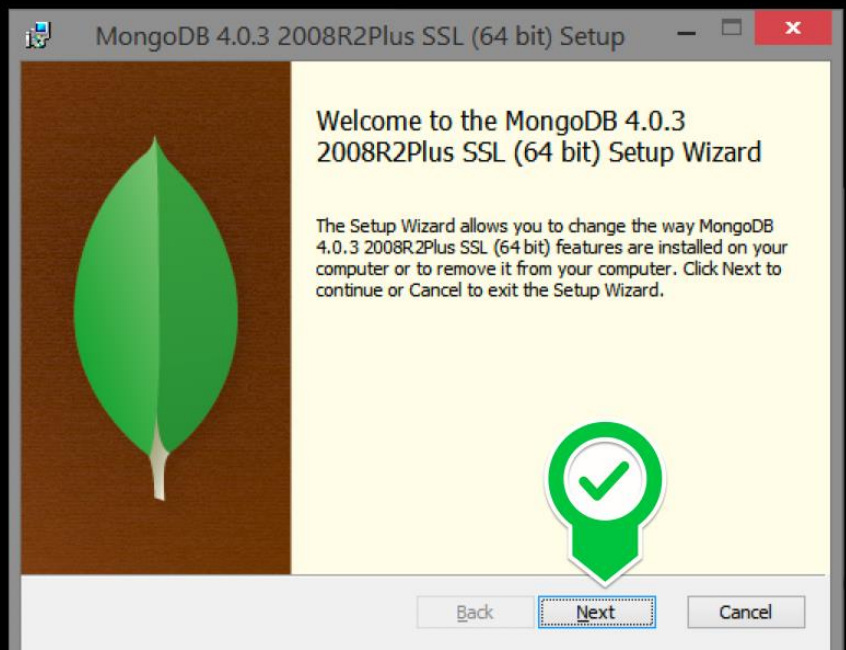 MongoDB 4.0.3 2008R2Plus SSL (64 bit) Setup
Welcome to the MongoDB 4.0.3
2008R2Plus SSL (64 bit) Setup Wizard
The Setup Wizard allows you to change the way MongoDB
4.0.3 2008R2Plus SSL (64 bit) features are installed on your
computer or to remove it from your computer. Click Next to
continue or Cancel to exit the Setup Wizard.
Back
Next
Cancel